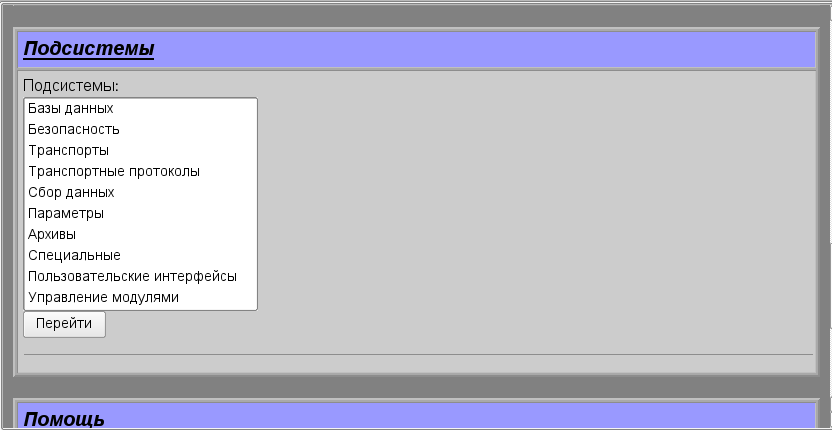 Подсистемы
Подсистемы:
Базы данных
Безопасность
Транспорты
Транспортные протоколы
Сбор данных
Параметры
Архивы
Специальные
Пользовательские интерфейсы
Управление модулями
Перейти
Помощь